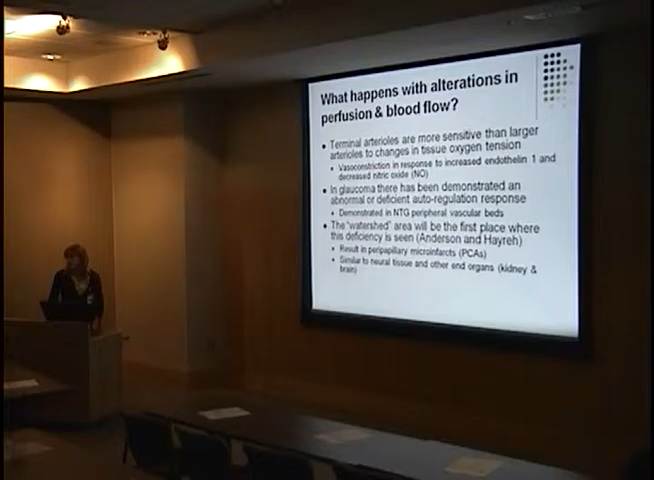 What happens with alterations in
perfusion & blood flow?
Terminal arterioles are more sensitive than larger
arterioles to changes in tissue oxygen tension
Vasoconstriction in response to increased endothelin 1 and
decreased nitric oxide (NO)
In glaucoma there has been demonstrated an
abnormal or deficient auto-regulation response
Demonstrated in NTG peripheral vascular beds
The "watershed" area will be the first place where
this deficiency is seen (Anderson and Hayreh)
Result in peripapillary microinfarcts (PCAs)
Similar to neural tissue and other end organs (kidney &
brain)